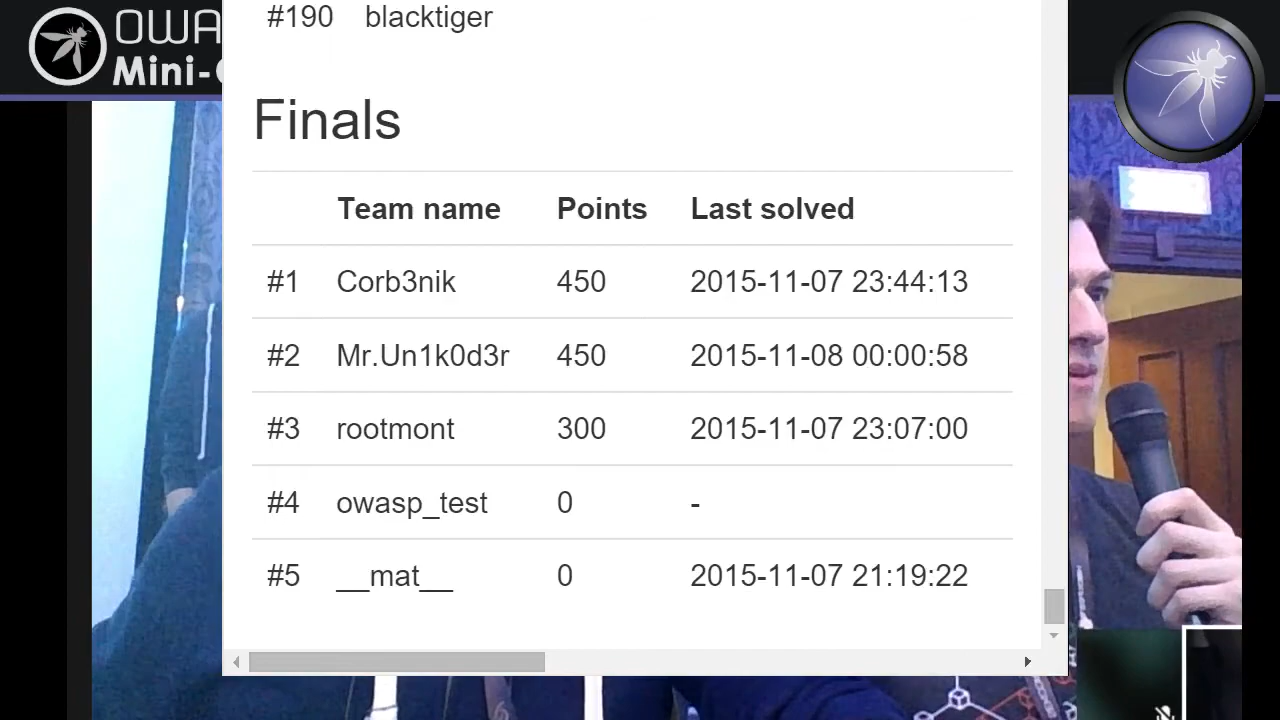 #190 blacktiger
OWA
Mini-
Finals
Team name Points Last solved
#1 Corb3nik 450 2015-11-07 23:44:13
#2 Mr.Un1k0d3r 450 2015-11-08 00:00:58
#3 rootmont 300 2015-11-07 23:07:00
#4 owasp_test 0 -
#5 __mat__ 0 2015-11-07 21:19:22